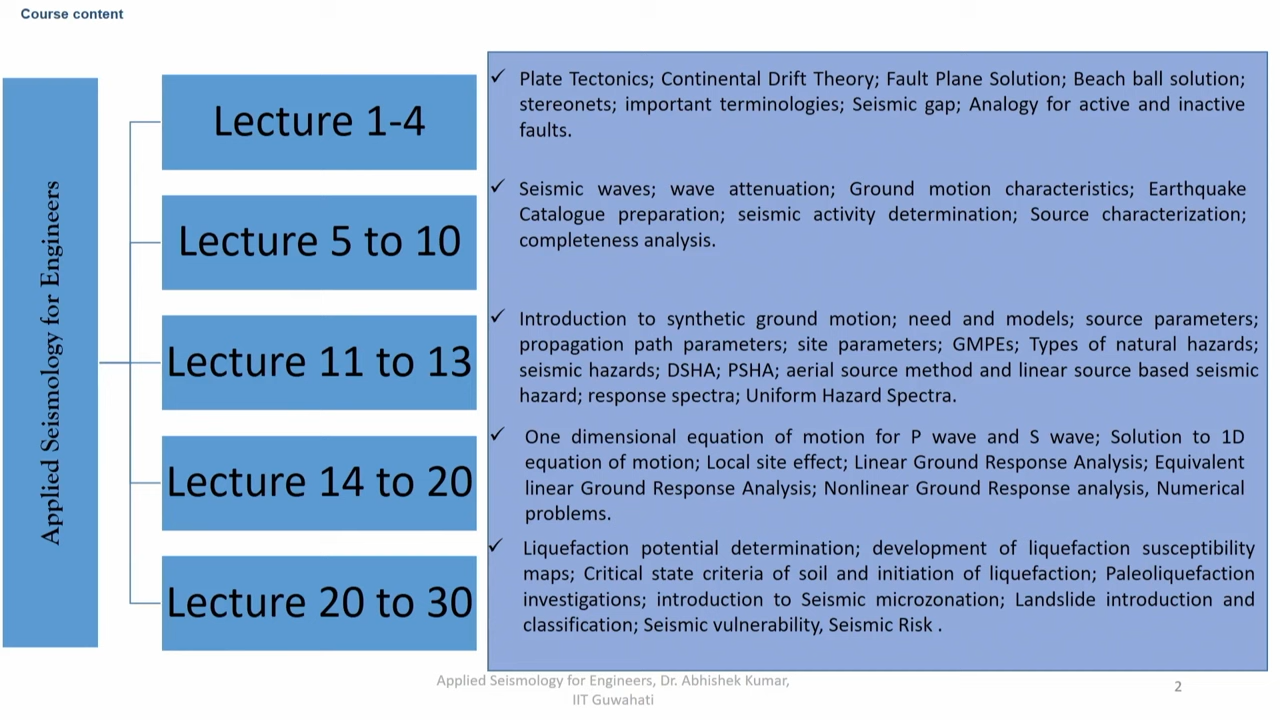 Course content
Applied Seismology for Engineers
Lecture 1-4
✓ Plate Tectonics; Continental Drift Theory; Fault Plane Solution; Beach ball solution;
stereonets; important terminologies; Seismic gap; Analogy for active and inactive
faults.
Lecture 5 to 10
✓ Seismic waves; wave attenuation; Ground motion characteristics; Earthquake
Catalogue preparation; seismic activity determination; Source characterization;
completeness analysis.
Lecture 11 to 13
✓ Introduction to synthetic ground motion; need and models; source parameters;
propagation path parameters; site parameters; GMPEs; Types of natural hazards;
seismic hazards; DSHA; PSHA; aerial source method and linear source based seismic
hazard; response spectra; Uniform Hazard Spectra.
Lecture 14 to 20
✓ One dimensional equation of motion for P wave and S wave; Solution to 1D
equation of motion; Local site effect; Linear Ground Response Analysis; Equivalent
linear Ground Response Analysis; Nonlinear Ground Response analysis, Numerical
problems.
Lecture 20 to 30
✓ Liquefaction potential determination; development of liquefaction susceptibility
maps; Critical state criteria of soil and initiation of liquefaction; Paleoliquefaction
investigations; introduction to Seismic microzonation; Landslide introduction and
classification; Seismic vulnerability, Seismic Risk .
Applied Seismology for Engineers, Dr. Abhishek Kumar,
IIT Guwahati
2